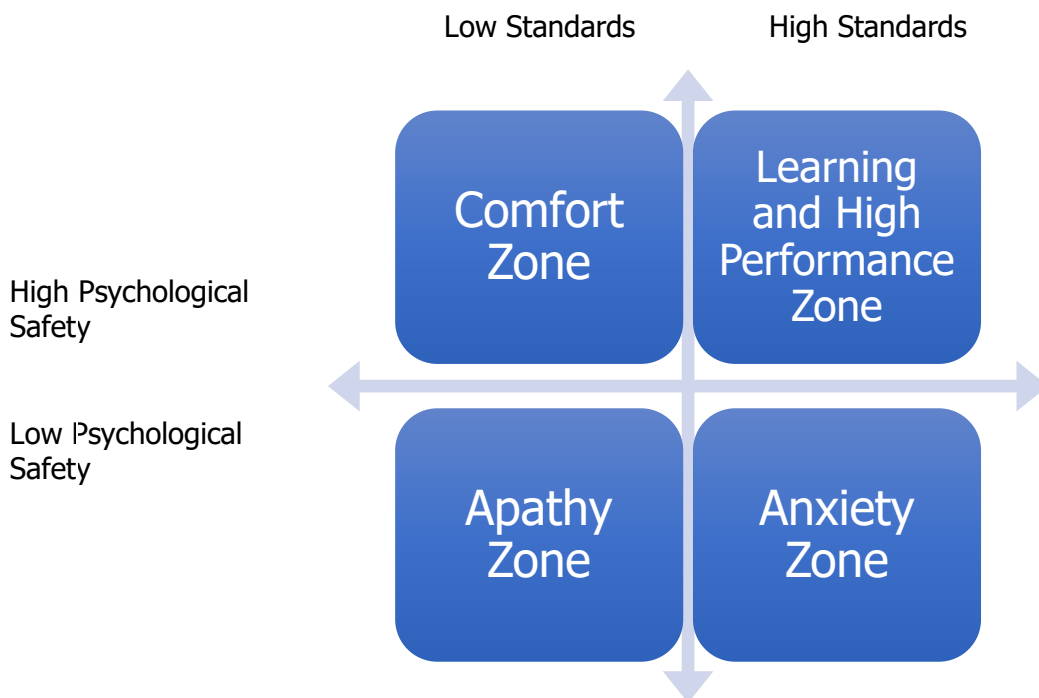 Low Standards
High Standards
Comfort
Zone
Learning
and High
Performance
Zone
High Psychological
Safety
Low Psychological
Safety
Apathy
Zone
Anxiety
Zone